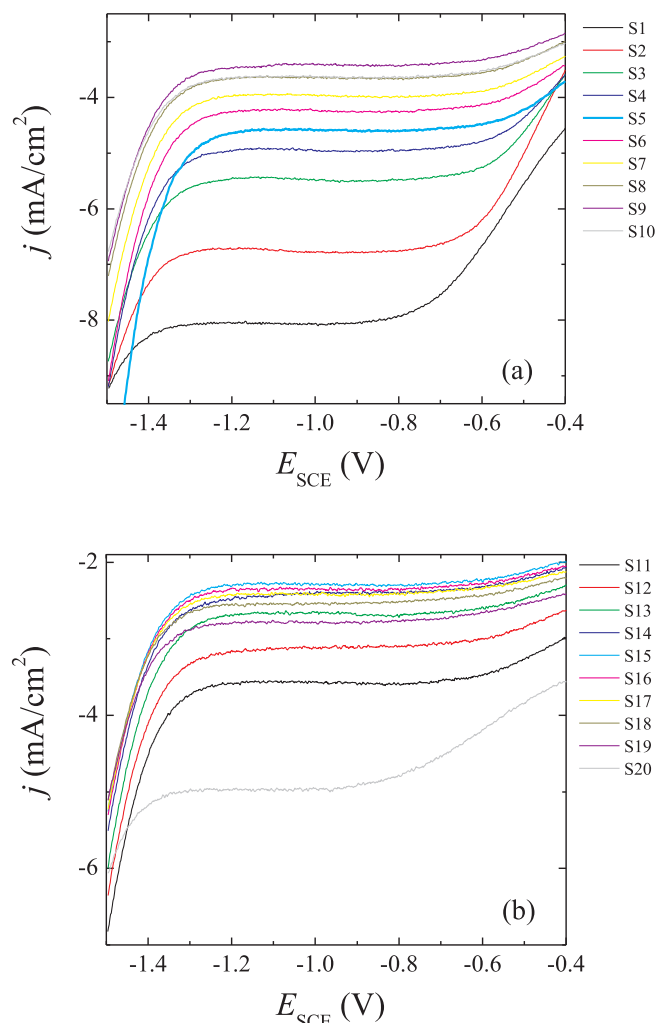 S1
S2
S3
S4
S5
S6
S7
S8
S9
S10
-4
-6
-8
j (mA/cm²)
(a)
-1.4 -1.2 -1.0 -0.8 -0.6 -0.4
E_SCE (V)
-2
-4
-6
j (mA/cm²)
S11
S12
S13
S14
S15
S16
S17
S18
S19
S20
(b)
-1.4 -1.2 -1.0 -0.8 -0.6 -0.4
E_SCE (V)